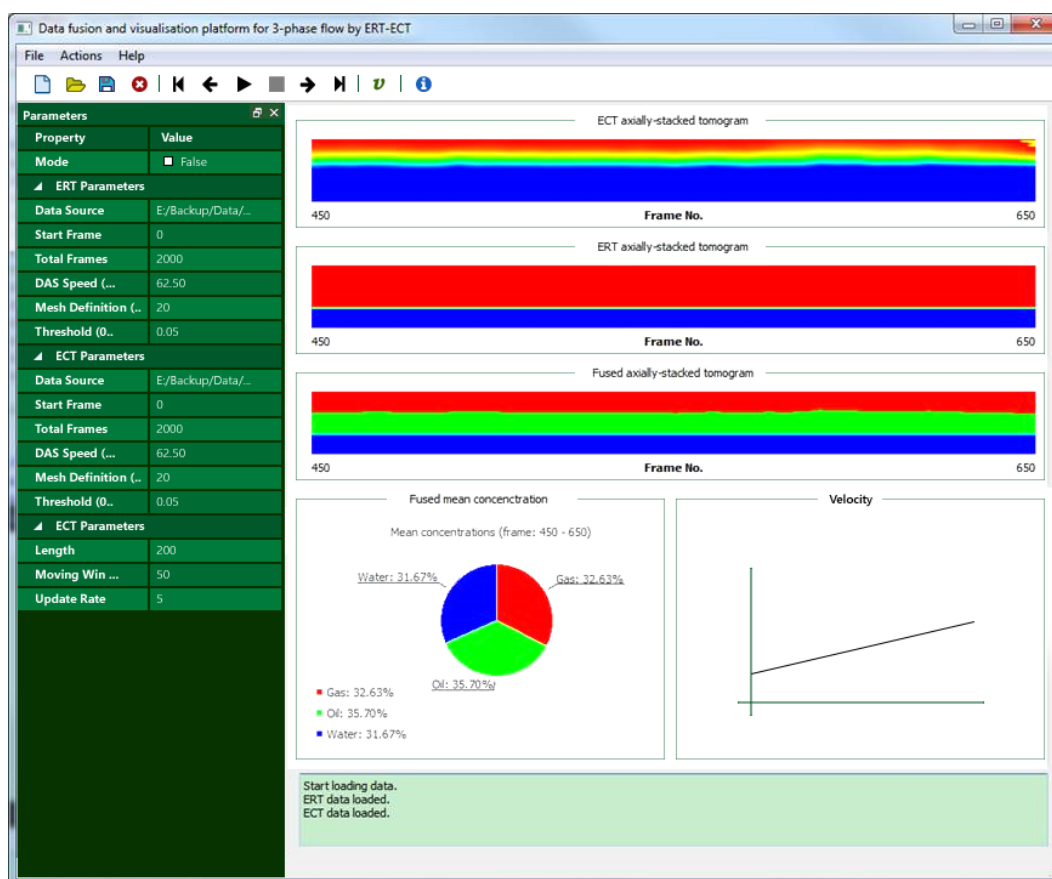 Data fusion and visualisation platform for 3-phase flow by ERT-ECT
File Actions Help
Parameters
Property Value
Mode False
ERT Parameters
Data Source E:/Backup/Data/...
Start Frame 0
Total Frames 2000
DAS Speed (... 62.50
Mesh Definition (.. 20
Threshold (0.. 0.05
ECT Parameters
Data Source E:/Backup/Data/...
Start Frame 0
Total Frames 2000
DAS Speed (... 62.50
Mesh Definition (.. 20
Threshold (0.. 0.05
ECT Parameters
Length 200
Moving Win ... 50
Update Rate 5
ECT axially-stacked tomogram
450 Frame No. 650
ERT axially-stacked tomogram
450 Frame No. 650
Fused axially-stacked tomogram
450 Frame No. 650
Fused mean concenctration
Mean concentrations (frame: 450 - 650)
Water: 31.67%
Gas: 32.63%
Oil: 35.70%
Gas: 32.63%
Oil: 35.70%
Water: 31.67%
Velocity
Start loading data.
ERT data loaded.
ECT data loaded.